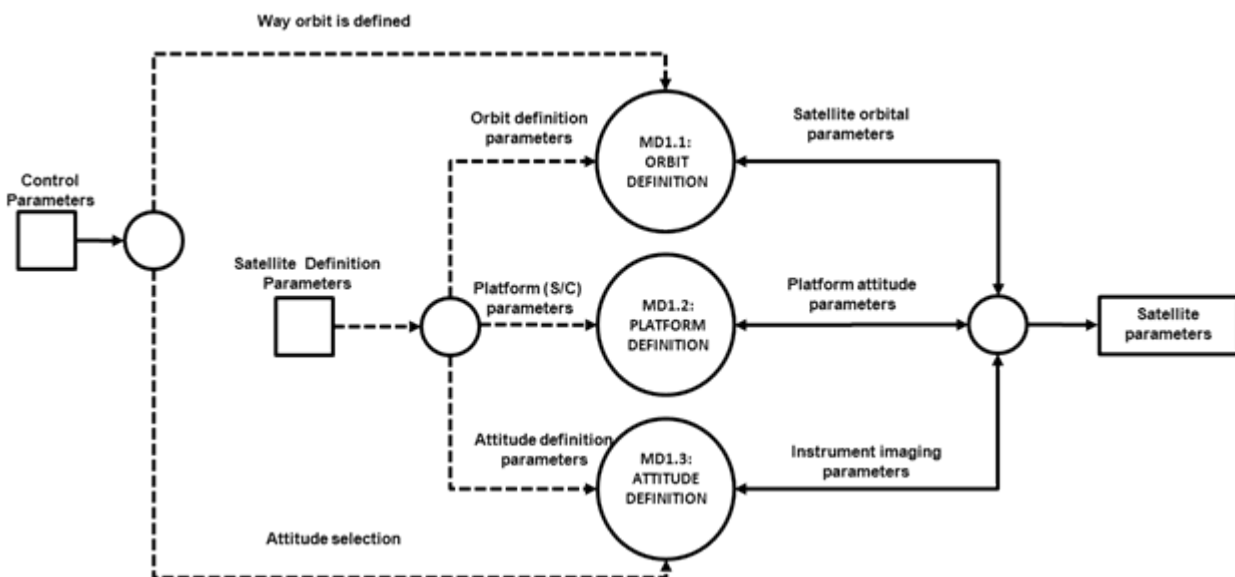 Way orbit is defined
Orbit definition
parameters
Satellite orbital
parameters
MD1.1:
ORBIT
DEFINITION
Control
Parameters
Satellite Definition
Parameters
Platform (S/C)
parameters
MD1.2:
PLATFORM
DEFINITION
Platform attitude
parameters
Satellite
parameters
Attitude definition
parameters
MD1.3:
ATTITUDE
DEFINITION
Instrument imaging
parameters
Attitude selection